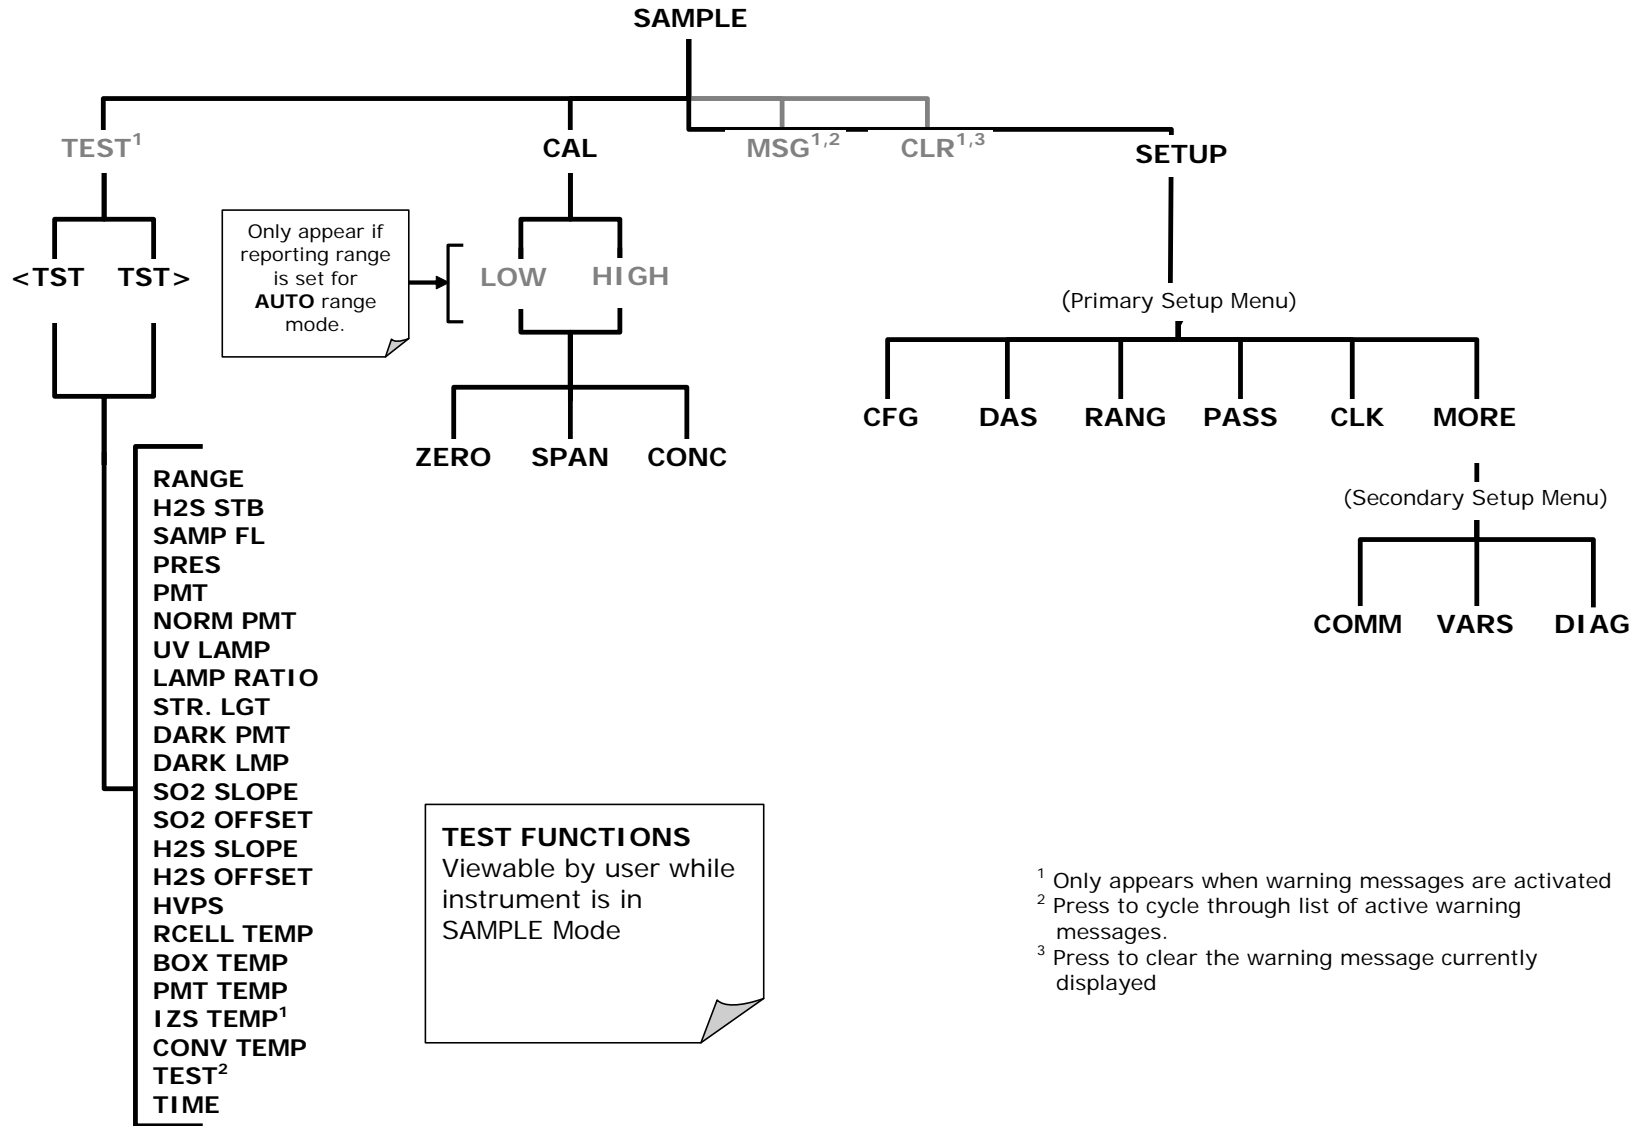 SAMPLE
TEST1
CAL
MSG1,2
CLR1,3
SETUP
<TST
TST>
Only appear if
reporting range
is set for
AUTO range
mode.
LOW
HIGH
ZERO
SPAN
CONC
(Primary Setup Menu)
CFG
DAS
RANG
PASS
CLK
MORE
(Secondary Setup Menu)
COMM
VARS
DIAG
RANGE
H2S STB
SAMP FL
PRES
PMT
NORM PMT
UV LAMP
LAMP RATIO
STR. LGT
DARK PMT
DARK LMP
SO2 SLOPE
SO2 OFFSET
H2S SLOPE
H2S OFFSET
HVPS
RCELL TEMP
BOX TEMP
PMT TEMP
IZS TEMP1
CONV TEMP
TEST2
TIME
TEST FUNCTIONS
Viewable by user while
instrument is in
SAMPLE Mode
1 Only appears when warning messages are activated
2 Press to cycle through list of active warning
messages.
3 Press to clear the warning message currently
displayed